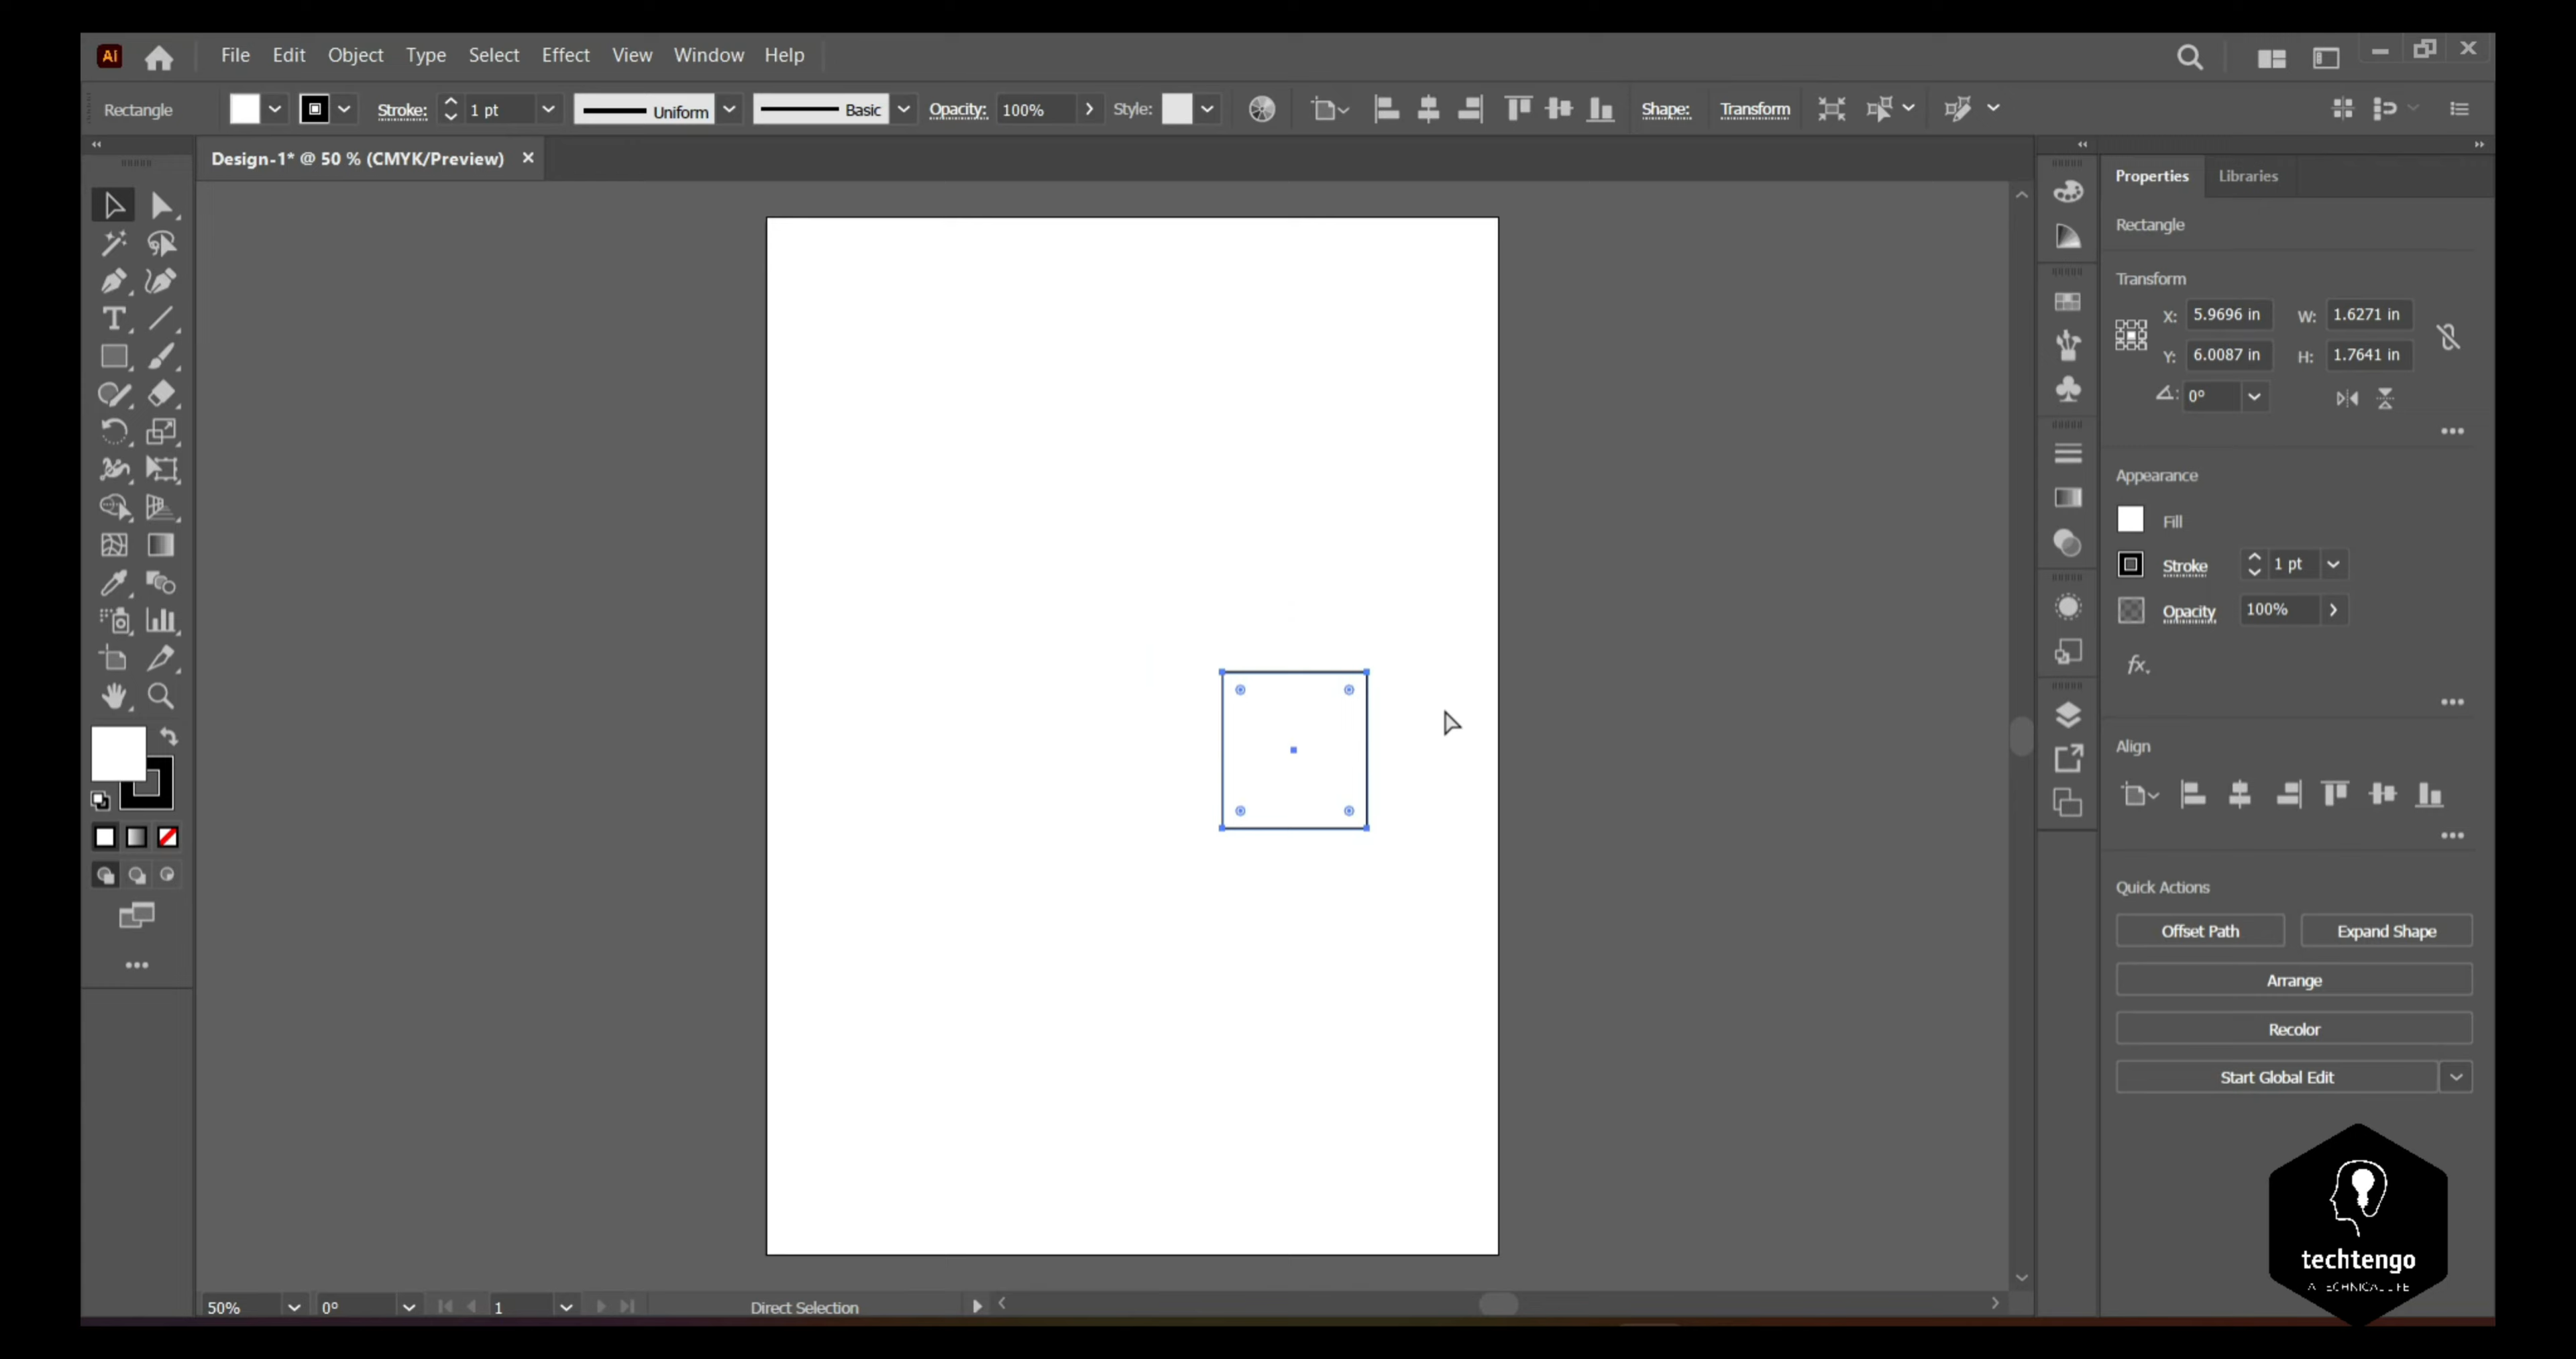 Ai File Edit Object Type Select Effect View Window Help
Rectangle Stroke: 1 pt Uniform Basic Opacity: 100% Style: Shape: Transform
Design-1* @ 50 % (CMYK/Preview) ×
Properties Libraries
Rectangle
Transform
X: 5.9696 in W: 1.6271 in
Y: 6.0087 in H: 1.7641 in
0°
Appearance
Fill
Stroke 1 pt
Opacity 100%
fx.
Align
Quick Actions
Offset Path Expand Shape
Arrange
Recolor
Start Global Edit
techtengo
50% 0° 1 Direct Selection